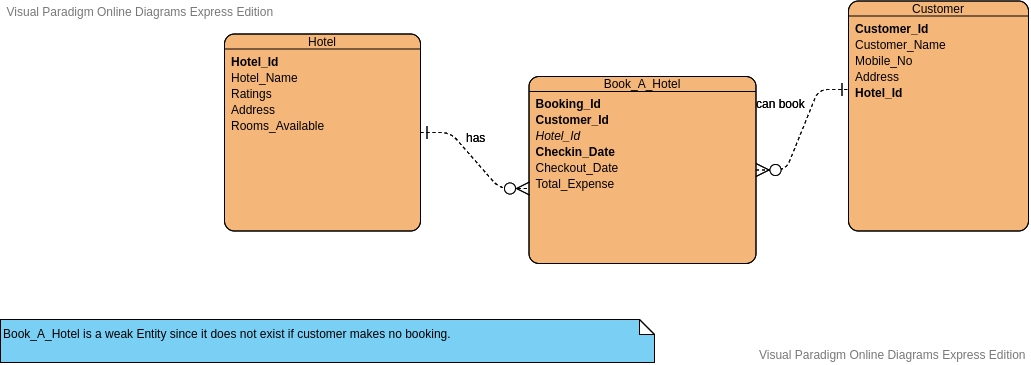 Visual Paradigm Online Diagrams Express Edition
Hotel
Hotel_Id
Hotel_Name
Ratings
Address
Rooms_Available
has
Book_A_Hotel
Booking_Id
Customer_Id
Hotel_Id
Checkin_Date
Checkout_Date
Total_Expense
can book
Customer
Customer_Id
Customer_Name
Mobile_No
Address
Hotel_Id
Book_A_Hotel is a weak Entity since it does not exist if customer makes no booking.
Visual Paradigm Online Diagrams Express Edition